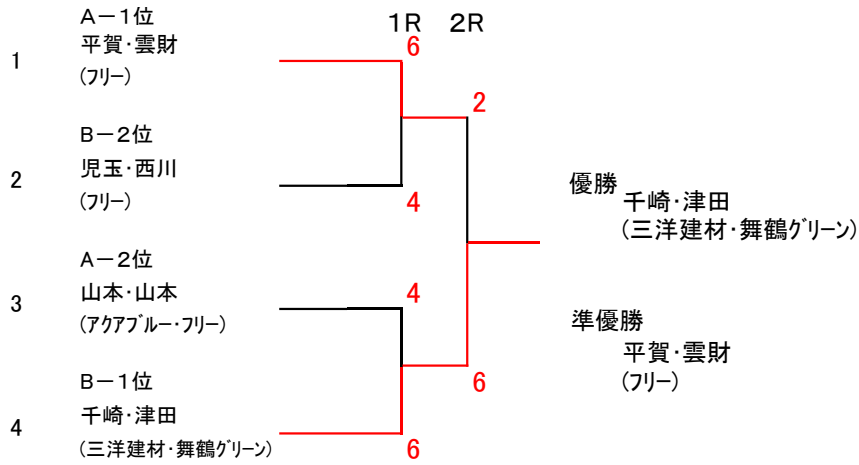 1R 2R
A－1位
1 平賀・雲財
(フリー)
6
2
B－2位
2 児玉・西川
(フリー)
4
A－2位
3 山本・山本
(アクアブルー・フリー)
4
B－1位
4 千崎・津田
(三洋建材・舞鶴グリーン)
6
6
優勝
千崎・津田
(三洋建材・舞鶴グリーン)
準優勝
平賀・雲財
(フリー)